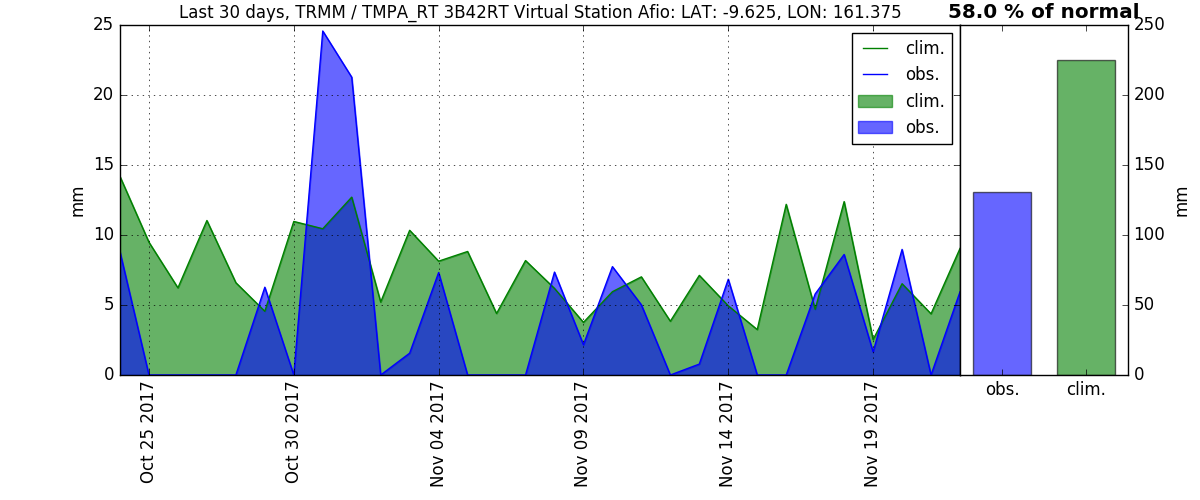 Last 30 days, TRMM / TMPA_RT 3B42RT Virtual Station Afio: LAT: -9.625, LON: 161.375
58.0 % of normal
25
20
15
10
5
0
mm
clim.
obs.
clim.
obs.
Oct 25 2017
Oct 30 2017
Nov 04 2017
Nov 09 2017
Nov 14 2017
Nov 19 2017
250
200
150
100
50
0
mm
obs.
clim.